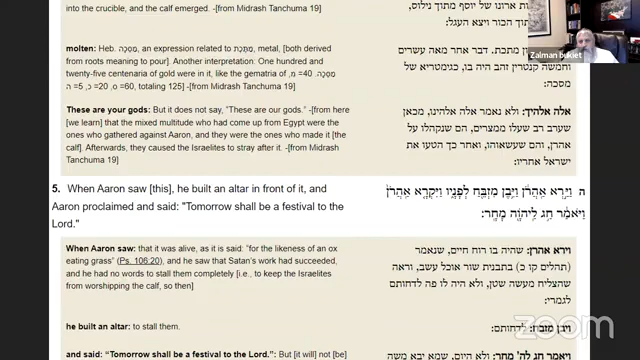 into the crucible, and the calf emerged. -[from Midrash Tanchuma 19]
molten: Heb. מַסֵּכָה, an expression related to מַתֶּכֶת, metal, [both derived
from roots meaning to pour]. Another interpretation: One hundred and
twenty-five centenaria of gold were in it, like the gematria of
מַסֵּכָה. מ= 40, ס= 60, כ= 20, ה= 5, totaling 125] -[from Midrash Tanchuma 19]
These are your gods.: But it does not say, "These are our gods." -[from here
[we learn] that the mixed multitude who had come up from Egypt were the
ones who gathered against Aaron, and they were the ones who made it [the
calf]. Afterwards, they caused the Israelites to stray after it. -[from Midrash
Tanchuma 19]
5. When Aaron saw [this], he built an altar in front of it, and
Aaron proclaimed and said: "Tomorrow shall be a festival to the
Lord."
When Aaron saw: that it was alive, as it is said: "for the likeness of an ox
eating grass" (Ps. 106:20), and he saw that Satan's work had succeeded,
and he had no words to stall them completely [i.e., to keep the Israelites
from worshipping the calf, so then]
he built an altar: to stall them.
and said: "Tomorrow shall be a festival to the Lord.": But [it will] not [be]
ארונו של יוסף מתוך נילוס,
תוך הכור ויצא העגל:
מתכת. דבר אחר מאה עשרים
וחמשה קנטרין זהב היה בו, כגימטריא של
מסכה:
אלה אלהיך: ולא נאמר אלה אלהינו, מכאן
שערב רב שעלו ממצרים, הם שנקהלו על
אהרן, והם שעשאוהו, ואחר כך הטעו את
ישראל אחריו:
ה וַיַּרְא אַהֲרֹן וַיִּבֶן מִזְבֵּחַ לְפָנָיו וַיִּקְרָא אַהֲרֹן
וַיֹּאמַר חַג לַיהֹוָה מָחָר:
וירא אהרן: שהיה בו רוח חיים, שנאמר
(תהלים קו כ) בתבנית שור אוכל עשב, וראה
שהצליח מעשה שטן, ולא היה לו פה לדחותם
לגמרי:
ויבן מזבח: לדחותם:
ויאמר חג לה' מחר: ולא היום, שמא יבא משה
Zalman bukiet
zoom